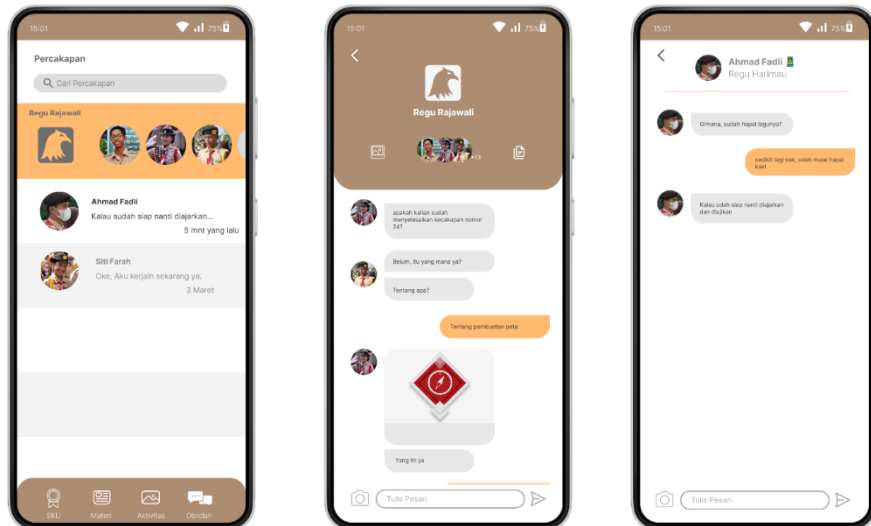 15:01
75%
Percakapan
Cari Percakapan
Regu Rajawali
Ahmad Fadli
Kalau sudah siap nanti diajarkan...
5 mnt yang lalu
Siti Farah
Oke, Aku kerjain sekarang ya.
3 Maret
SKU
Materi
Aktivitas
Obrolan
15:01
75%
Regu Rajawali
+13
apakah kalian sudah
menyelesaikan kecakapan nomor
24?
Belum, itu yang mana ya?
Tentang apa?
Tentang pembuatan peta
Yang ini ya
Tulis Pesan
15:01
75%
Ahmad Fadli
Regu Harimau
Gimana, sudah hapal lagunya?
sedikit lagi kak, udah mulai hapal
kok!
Kalau udah siap nanti diajarkan
dan diujikan
Tulis Pesan